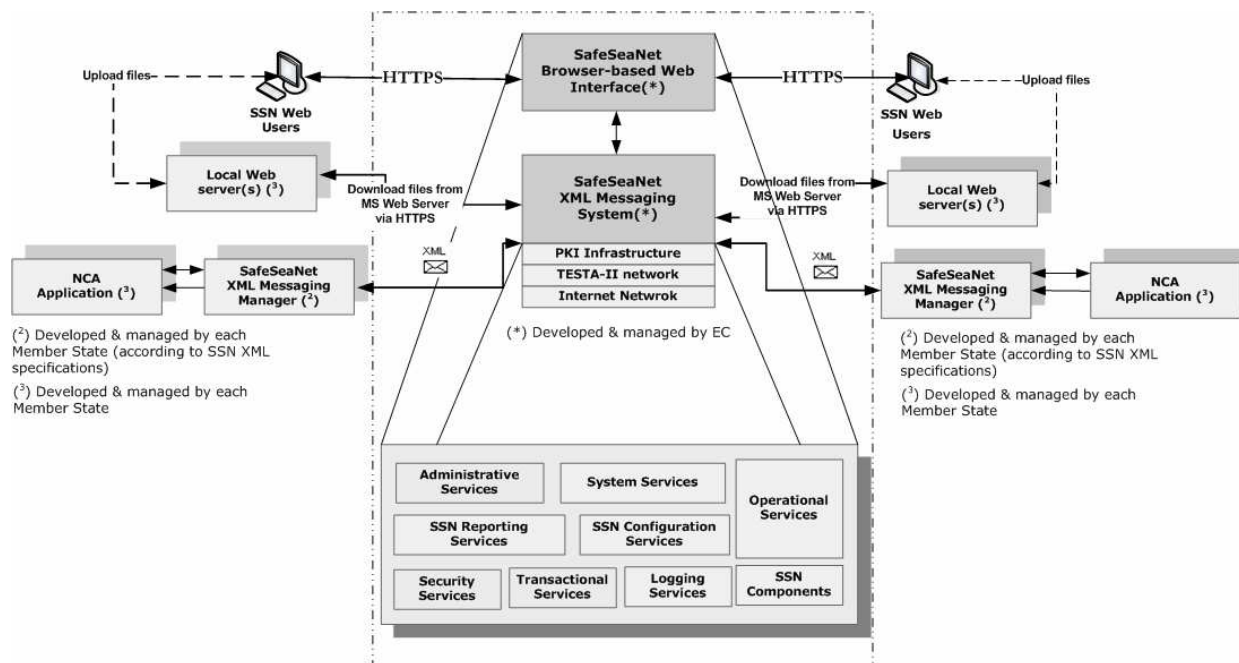 SafeSeaNet
Browser-based Web
Interface(*)
Upload files
HTTPS
HTTPS
Upload files
SSN Web
Users
SSN Web
Users
Local Web
server(s) (³)
Download files from
MS Web Server
via HTTPS
SafeSeaNet
XML Messaging
System(*)
Download files from
MS Web Server
via HTTPS
Local Web
server(s) (³)
XML
PKI Infrastructure
TESTA-II network
Internet Netwrok
XML
NCA
Application (³)
SafeSeaNet
XML Messaging
Manager (²)
SafeSeaNet
XML Messaging
Manager (²)
NCA
Application (³)
(*) Developed & managed by EC
(²) Developed & managed by each
Member State (according to SSN XML
specifications)
(³) Developed & managed by each
Member State
(²) Developed & managed by each
Member State (according to SSN XML
specifications)
(³) Developed & managed by each
Member State
Administrative
Services
System Services
Operational
Services
SSN Reporting
Services
SSN Configuration
Services
Security
Services
Transactional
Services
Logging
Services
SSN
Components